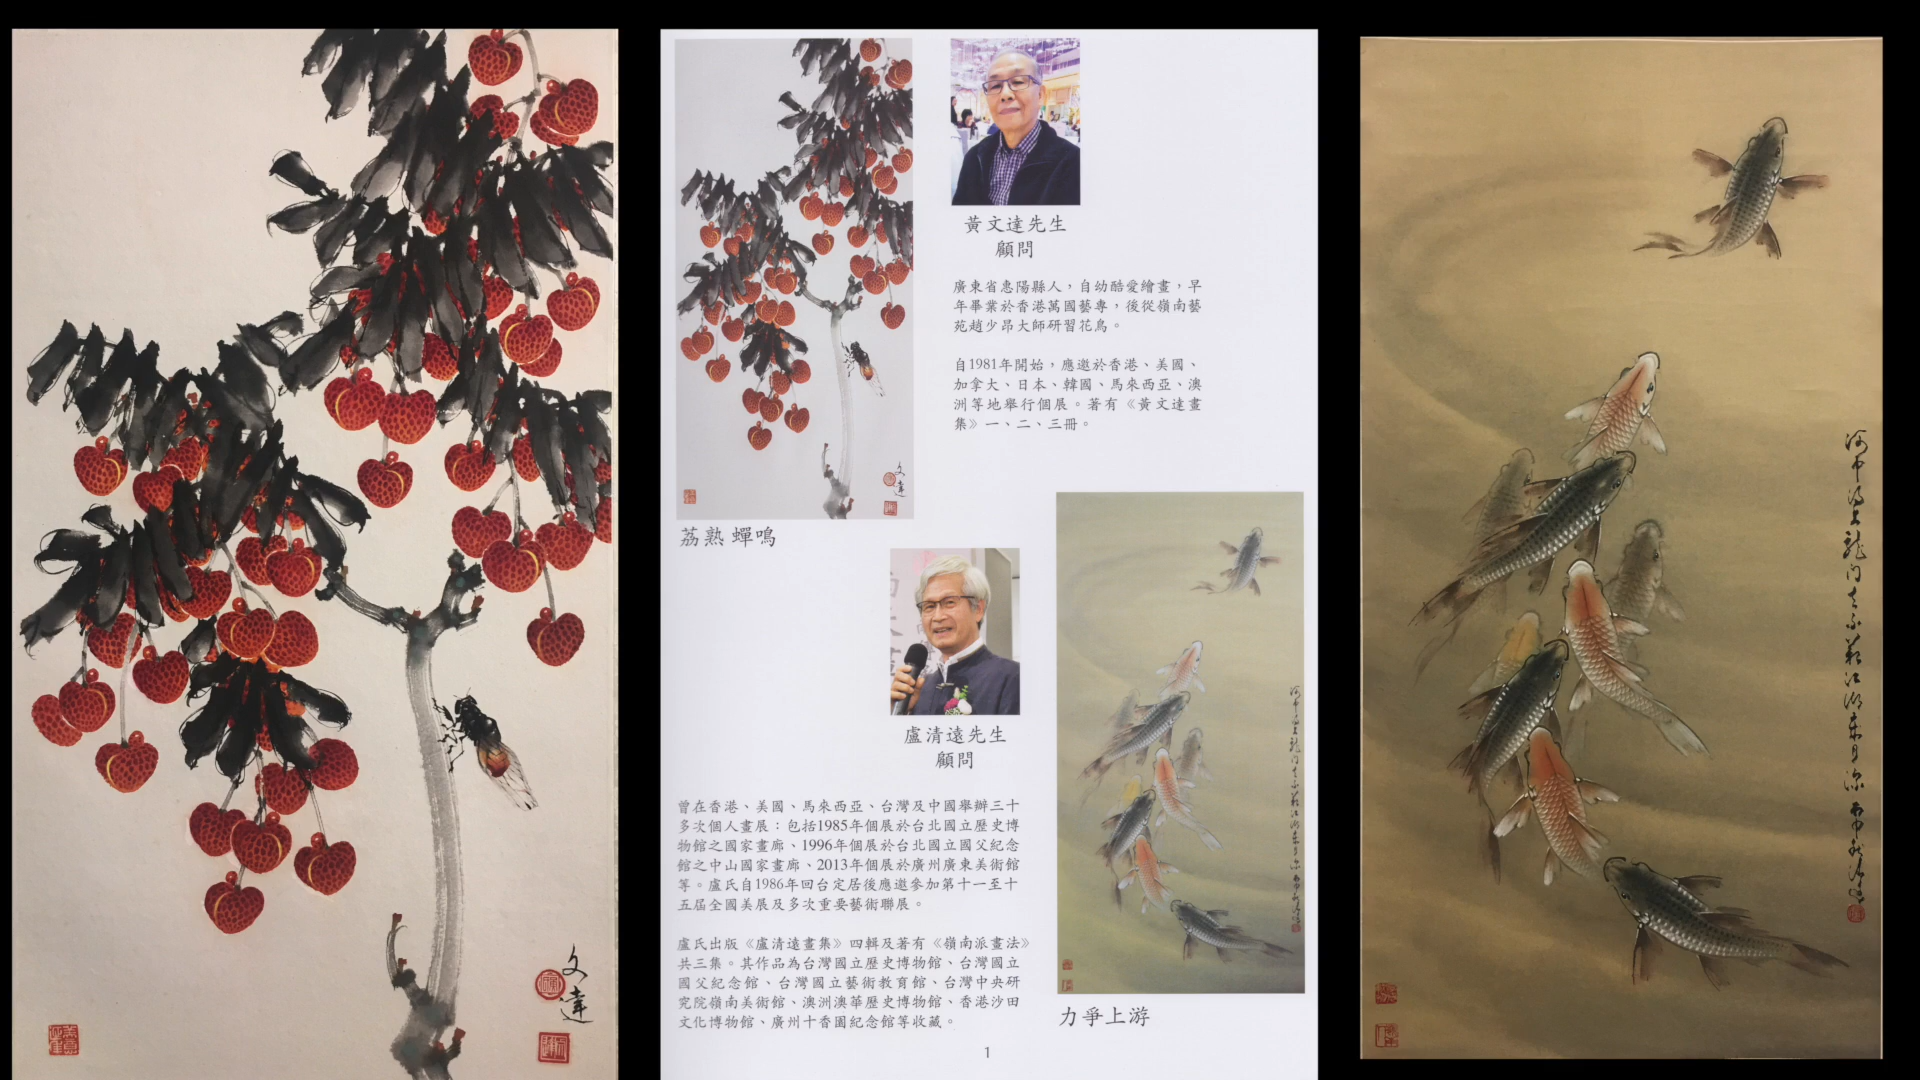 文達
黃文達先生
顧問
廣東省惠陽縣人，自幼酷愛繪畫，早
年畢業於香港萬國藝專，後從嶺南藝
苑趙少昂大師研習花鳥。
自1981年開始，應邀於香港、美國、
加拿大、日本、韓國、馬來西亞、澳
洲等地舉行個展。著有《黃文達畫
集》一、二、三冊。
文達
荔熟蟬鳴
盧清遠先生
顧問
曾在香港、美國、馬來西亞、台灣及中國舉辦三十
多次個人畫展：包括1985年個展於台北國立歷史博
物館之國家畫廊、1996年個展於台北國立國父紀念
館之中山國家畫廊、2013年個展於廣州廣東美術館
等。盧氏自1986年回台定居後應邀參加第十一至十
五屆全國美展及多次重要藝術聯展。
盧氏出版《盧清遠畫集》四輯及著有《嶺南派畫法》
共三集。其作品為台灣國立歷史博物館、台灣國立
國父紀念館、台灣國立藝術教育館、台灣中央研
究院嶺南美術館、澳洲澳華歷史博物館、香港沙田
文化博物館、廣州十香園紀念館等收藏。
力爭上游
1